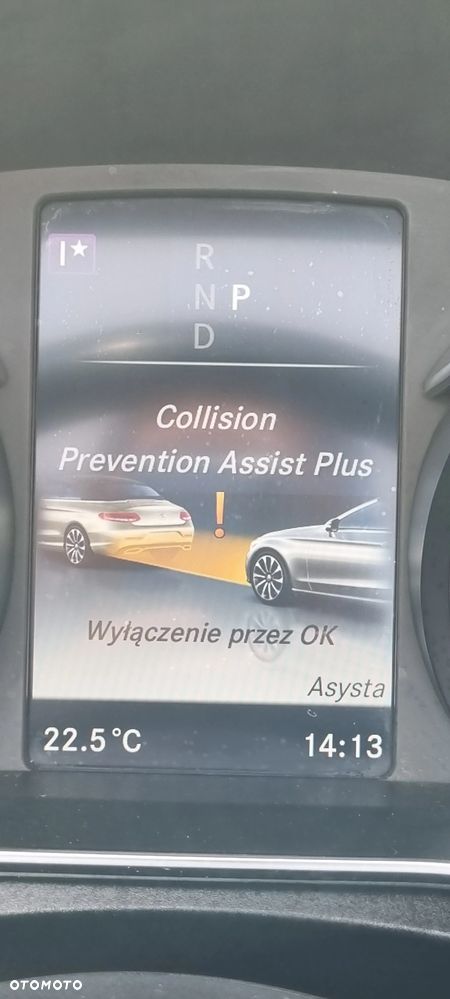 I★
R
N P
D
Collision
Prevention Assist Plus
!
Wyłączenie przez OK
Asysta
22.5°C 14:13
OTOMOTO